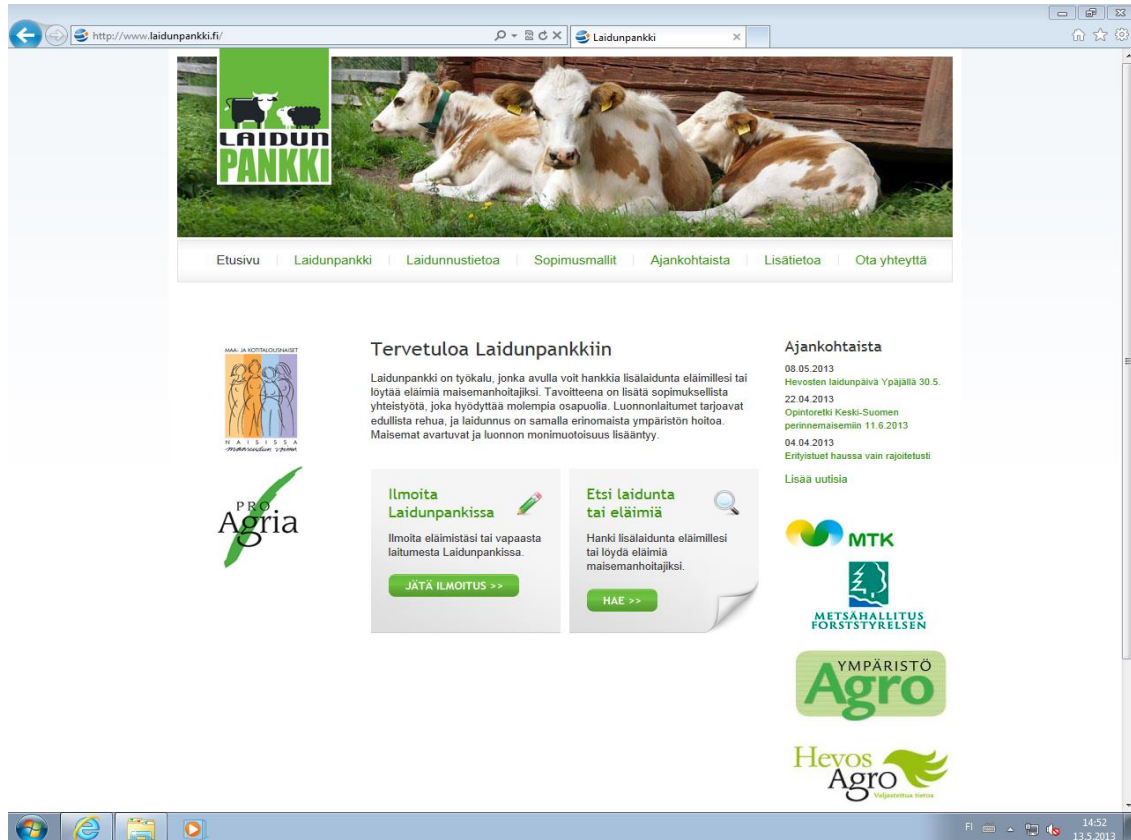 http://www.laidunpankki.fi/
Laidunpankki
LAIDUN
PANKKI
Etusivu
Laidunpankki
Laidunnustietoa
Sopimusmallit
Ajankohtaista
Lisätietoa
Ota yhteyttä
MAA- JA KOTITALOUSNAISET
NAISISSA
maaseudun voima
PRO
Agria
Tervetuloa Laidunpankkiin
Laidunpankki on työkalu, jonka avulla voit hankkia lisälaidunta eläimillesi tai
löytää eläimiä maisemanhoitajiksi. Tavoitteena on lisätä sopimuksellista
yhteistyötä, joka hyödyttää molempia osapuolia. Luonnonlaitumet tarjoavat
edullista rehua, ja laidunnus on samalla erinomaista ympäristön hoitoa.
Maisemat avartuvat ja luonnon monimuotoisuus lisääntyy.
Ilmoita
Laidunpankissa
Ilmoita eläimistäsi tai vapaasta
laitumesta Laidunpankissa.
JÄTÄ ILMOITUS >>
Etsi laidunta
tai eläimiä
Hanki lisälaidunta eläimillesi
tai löydä eläimiä
maisemanhoitajiksi.
HAE >>
Ajankohtaista
08.05.2013
Hevosten laidunpäivä Ypäjällä 30.5.
22.04.2013
Opintoretki Keski-Suomen
perinnemaisemiin 11.6.2013
04.04.2013
Erityistuet haussa vain rajoitetusti
Lisää uutisia
MTK
METSÄHALLITUS
FORSTSTYRELSEN
YMPÄRISTÖ
Agro
Hevos
Agro
Valjastettua tietoa
FI
14:52
13.5.2013